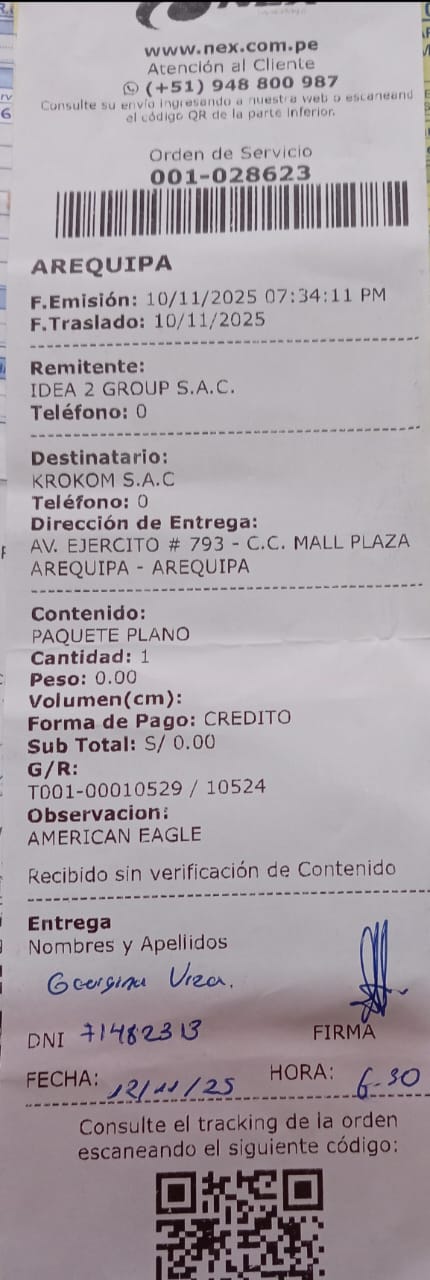 www.nex.com.pe
Atención al Cliente
(+51) 948 800 987
Consulte su envío ingresando a nuestra web o escaneand
el código QR de la parte inferior.
Orden de Servicio
001-028623
AREQUIPA
F.Emisión: 10/11/2025 07:34:11 PM
F.Traslado: 10/11/2025
Remitente:
IDEA 2 GROUP S.A.C.
Teléfono: 0
Destinatario:
KROKOM S.A.C
Teléfono: 0
Dirección de Entrega:
AV. EJERCITO # 793 - C.C. MALL PLAZA
AREQUIPA - AREQUIPA
Contenido:
PAQUETE PLANO
Cantidad: 1
Peso: 0.00
Volumen(cm):
Forma de Pago: CREDITO
Sub Total: S/ 0.00
G/R:
T001-00010529 / 10524
Observacion:
AMERICAN EAGLE
Recibido sin verificación de Contenido
Entrega
Nombres y Apellidos
Georgina Viza.
DNI 71482313 FIRMA
FECHA: 12/11/25 HORA: 6-30
Consulte el tracking de la orden
escaneando el siguiente código: